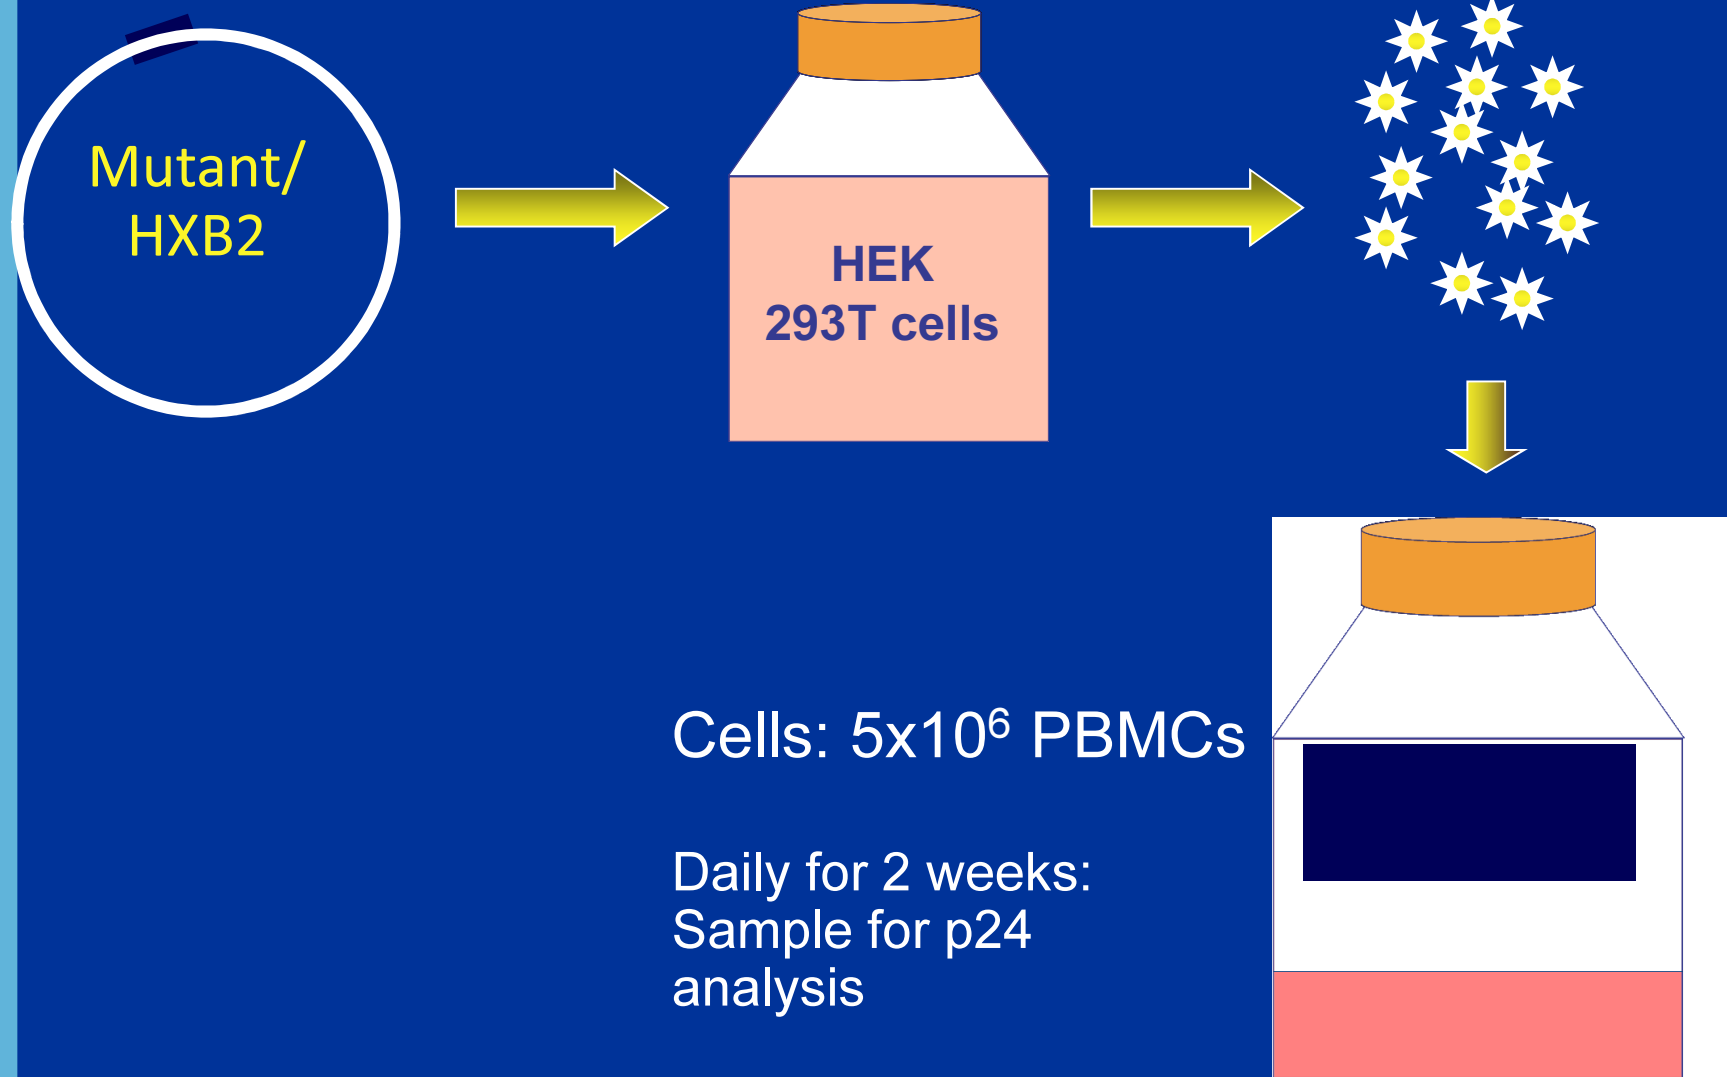 Mutant/
HXB2
HEK
293T cells
Cells: 5x10⁶ PBMCs
Daily for 2 weeks:
Sample for p24
analysis